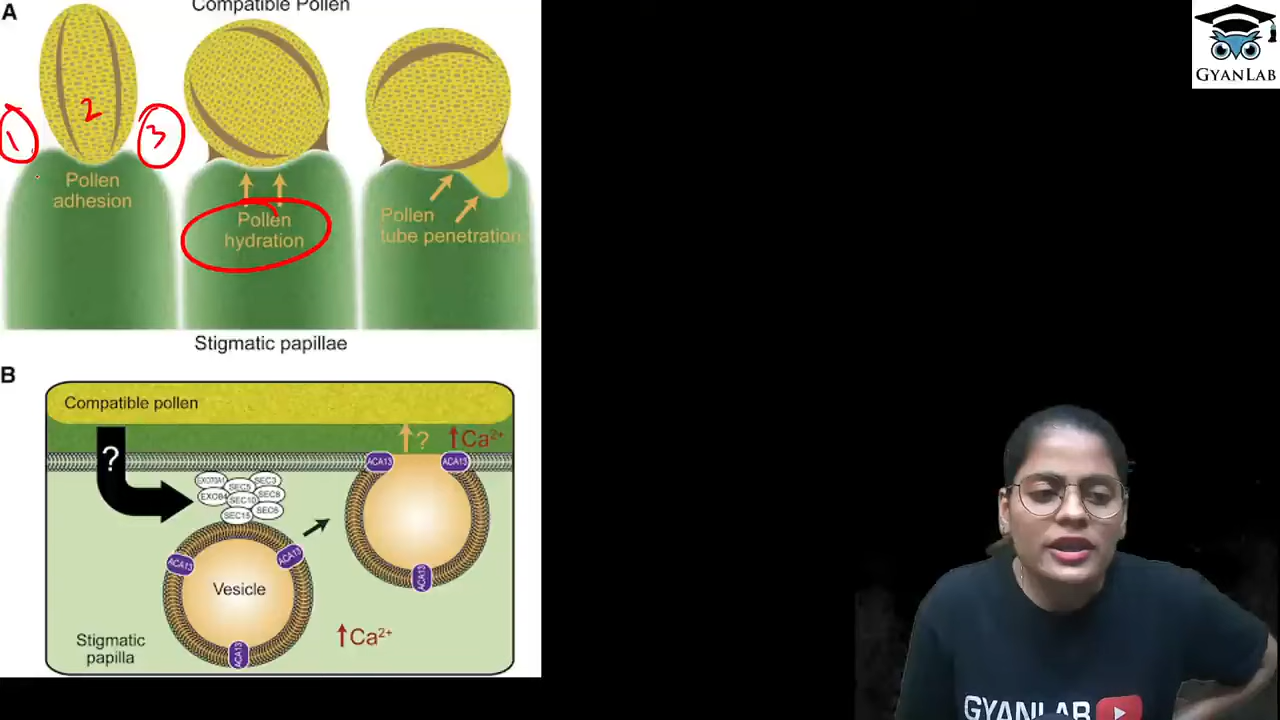 A
Compatible Pollen
1
2
3
Pollen
adhesion
Pollen
hydration
Pollen
tube penetration
Stigmatic papillae
B
Compatible pollen
?
?
Ca2+
ACA13
ACA13
EXO70A1
SEC3
SEC5
EXO84
SEC8
SEC10
SEC15
SEC6
ACA13
ACA13
ACA13
Vesicle
ACA13
Stigmatic
papilla
Ca2+
GYANLAB
GYANLAB